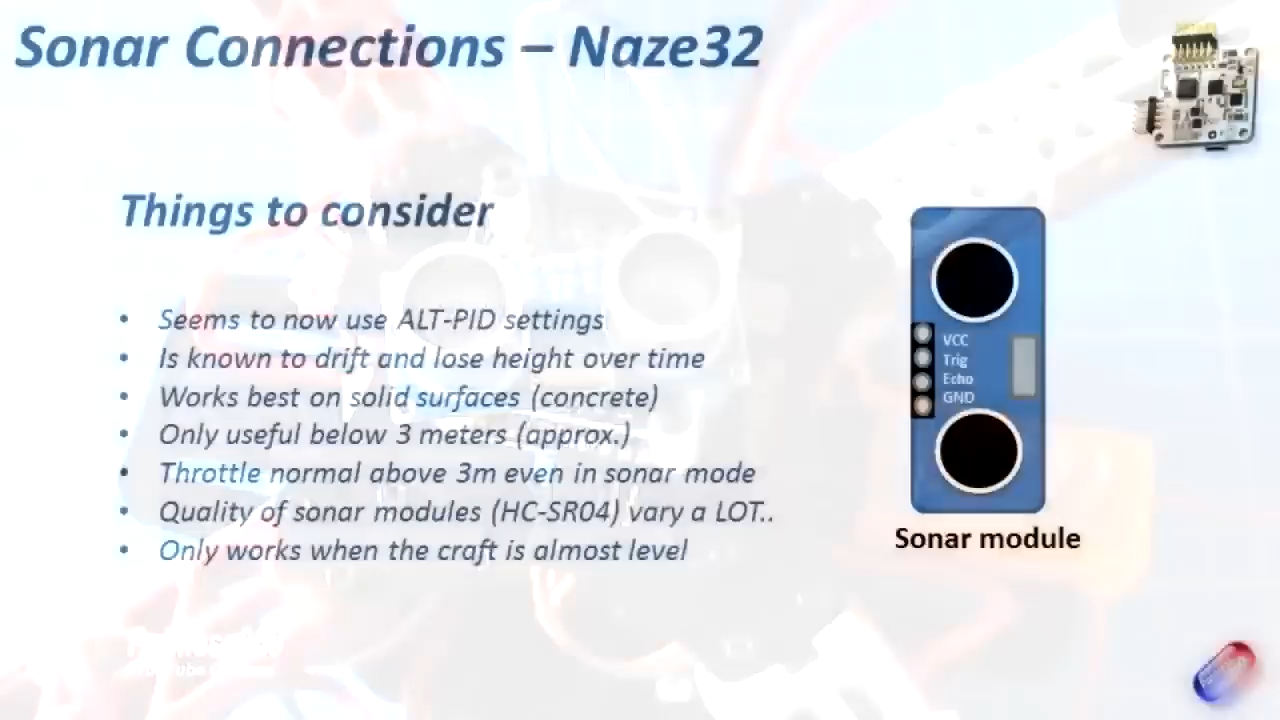 Sonar Connections – Naze32
Things to consider
• Seems to now use ALT-PID settings
• Is known to drift and lose height over time
• Works best on solid surfaces (concrete)
• Only useful below 3 meters (approx.)
• Throttle normal above 3m even in sonar mode
• Quality of sonar modules (HC-SR04) vary a LOT..
• Only works when the craft is almost level
VCC
Trig
Echo
GND
Sonar module